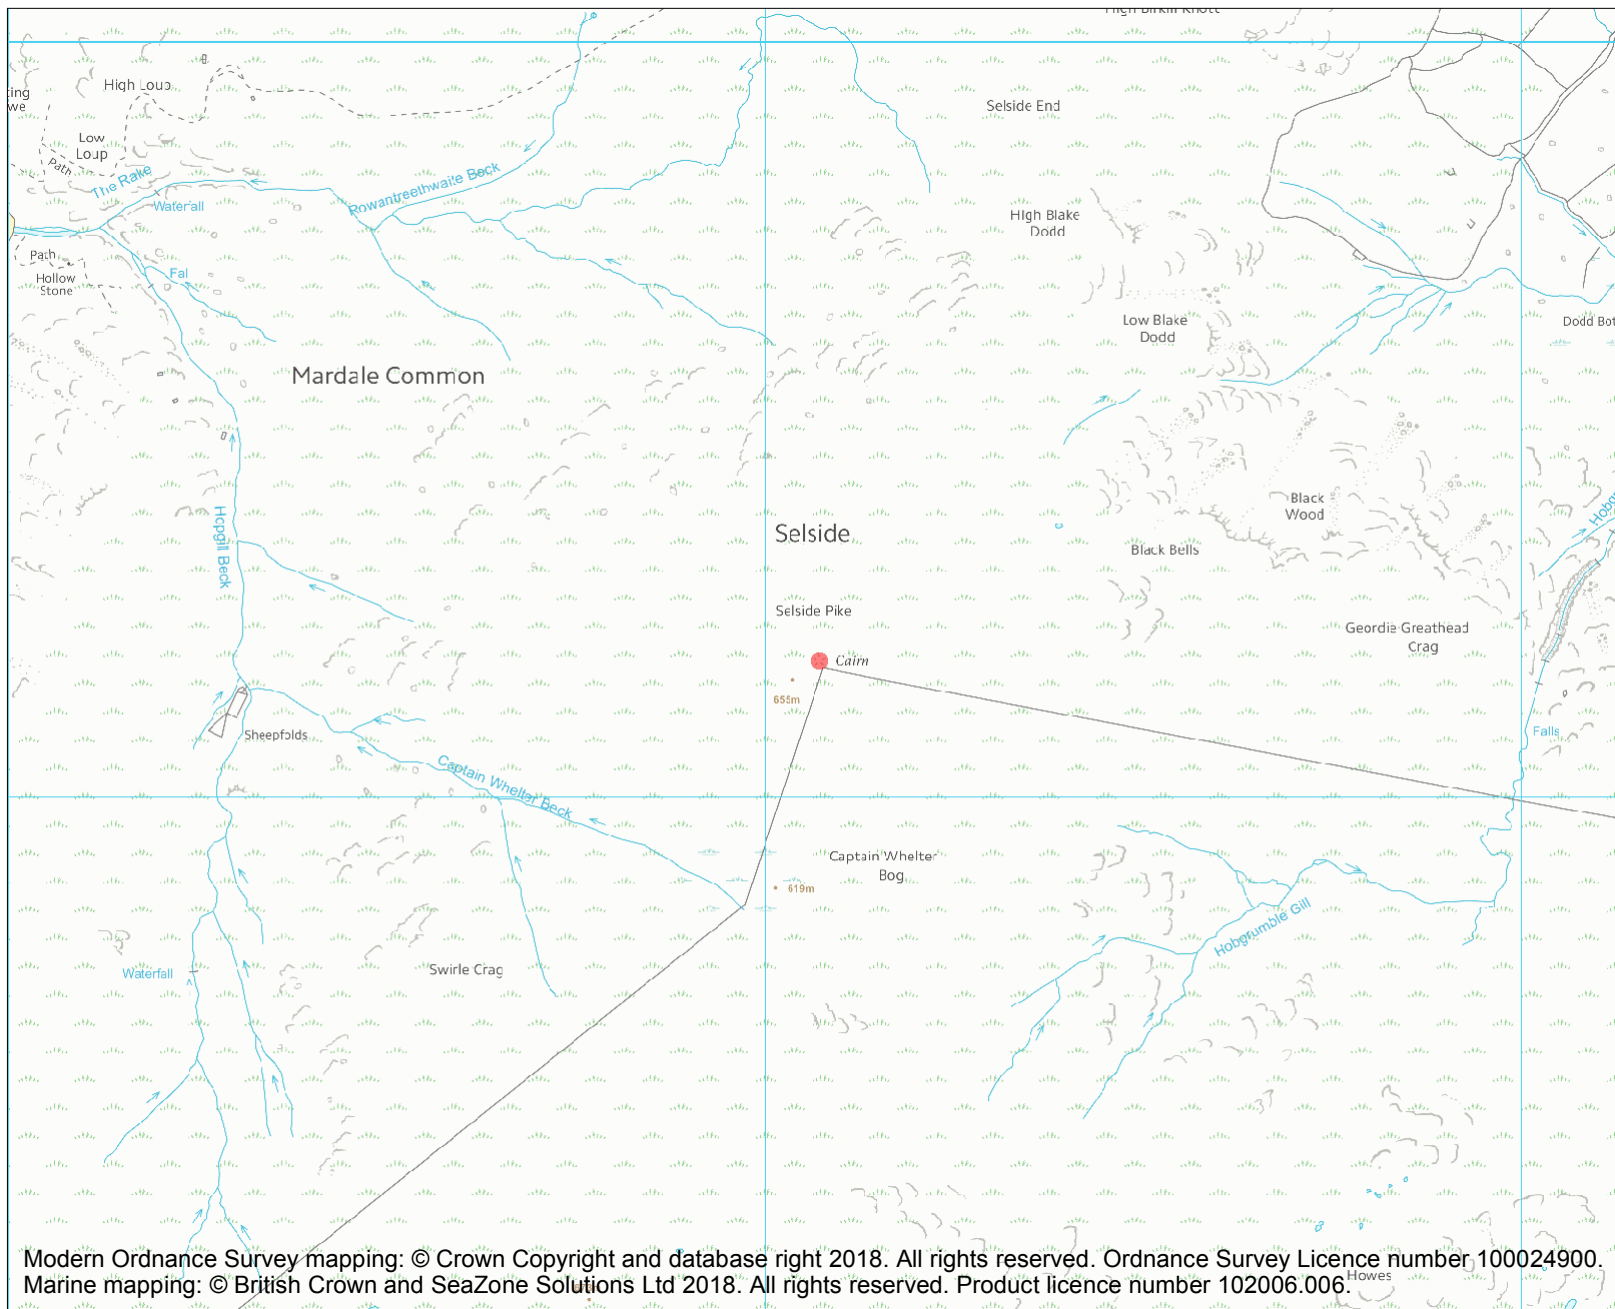 High Birkill Knott
High Loup
Selside End
Low
Loup
Path
The Rake
Rowantreethwaite Beck
Waterfall
High Blake
Dodd
Path
Hollow
Stone
Fal
Low Blake
Dodd
Dodd Bot
Mardale Common
Hopgill Beck
Selside
Black
Wood
Black Bells
Hobgr
Selside Pike
Geordie Greathead
Crag
Cairn
655m
Sheepfolds
Falls
Captain Whelter Beck
Captain Whelter
Bog
619m
Hobgrumble Gill
Swirle Crag
Waterfall
Modern Ordnance Survey mapping: © Crown Copyright and database right 2018. All rights reserved. Ordnance Survey Licence number 100024900.
Marine mapping: © British Crown and SeaZone Solutions Ltd 2018. All rights reserved. Product licence number 102006.006.
Howes